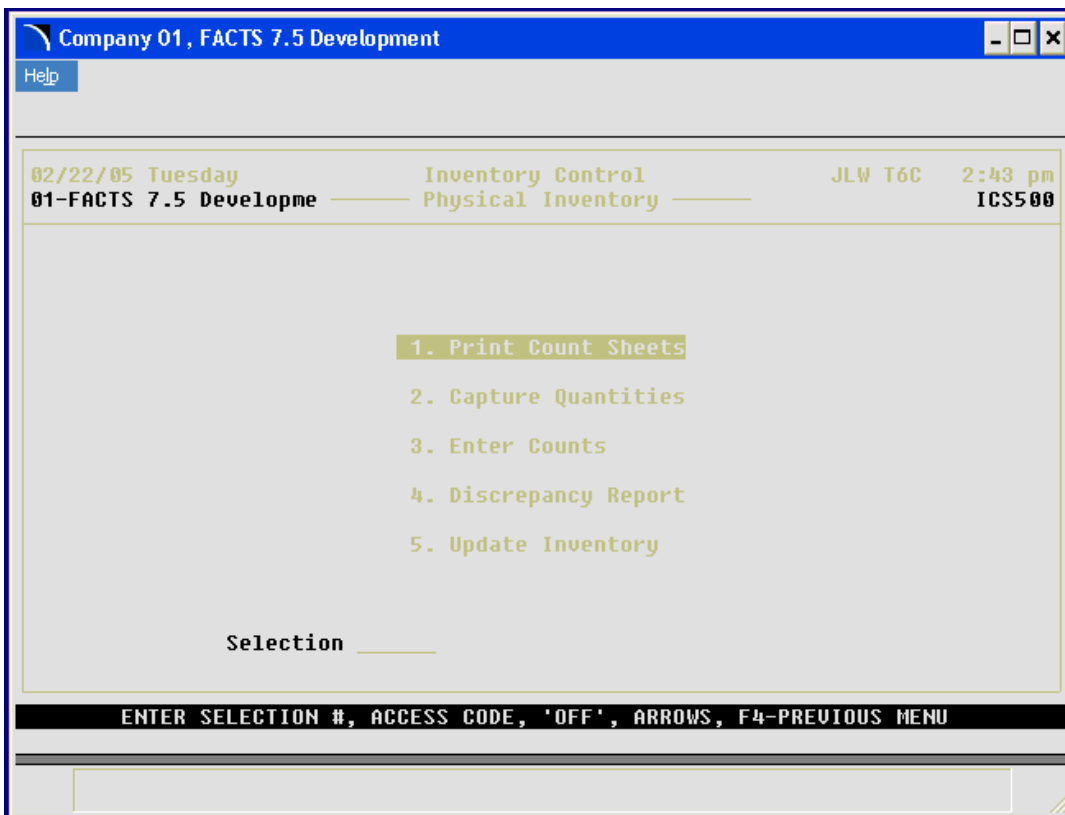 Company 01, FACTS 7.5 Development
Help
02/22/05 Tuesday Inventory Control JLW T6C 2:43 pm
01-FACTS 7.5 Developme Physical Inventory ICS500
1. Print Count Sheets
2. Capture Quantities
3. Enter Counts
4. Discrepancy Report
5. Update Inventory
Selection ______
ENTER SELECTION #, ACCESS CODE, 'OFF', ARROWS, F4-PREVIOUS MENU